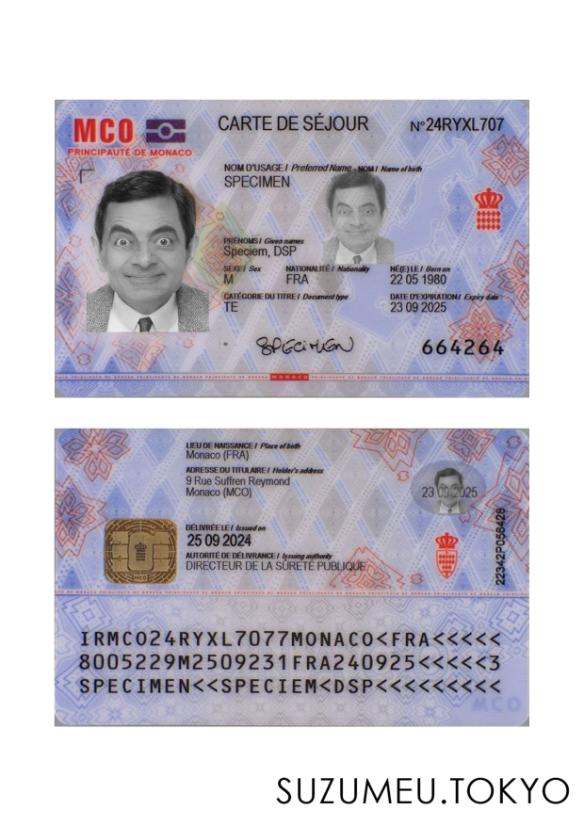 MCO
PRINCIPAUTÉ DE MONACO
CARTE DE SÉJOUR
N°24RYXL707
NOM D'USAGE / Preferred Name - NOM / Name of birth
SPECIMEN
PRÉNOMS / Given names
Speciem, DSP
SEXE / Sex NATIONALITÉ / Nationality NÉ(E) LE / Born on
M FRA 22 05 1980
CATÉGORIE DU TITRE / Document type DATE D'EXPIRATION / Expiry date
TE 23 09 2025
SPECIMEN
664264
MONACO
LIEU DE NAISSANCE / Place of birth
Monaco (FRA)
ADRESSE DU TITULAIRE / Holder's address
9 Rue Suffren Reymond
Monaco (MCO)
23 09 2025
DÉLIVRÉE LE / Issued on
25 09 2024
AUTORITÉ DE DÉLIVRANCE / Issuing authority
DIRECTEUR DE LA SÛRETÉ PUBLIQUE
22342P058428
MCO
IRMCO24RYXL7077MONACO<FRA<<<<<
8005229M2509231FRA240925<<<<<3
SPECIMEN<<SPECIEM<DSP<<<<<<<<<
MCO
SUZUMEU.TOKYO